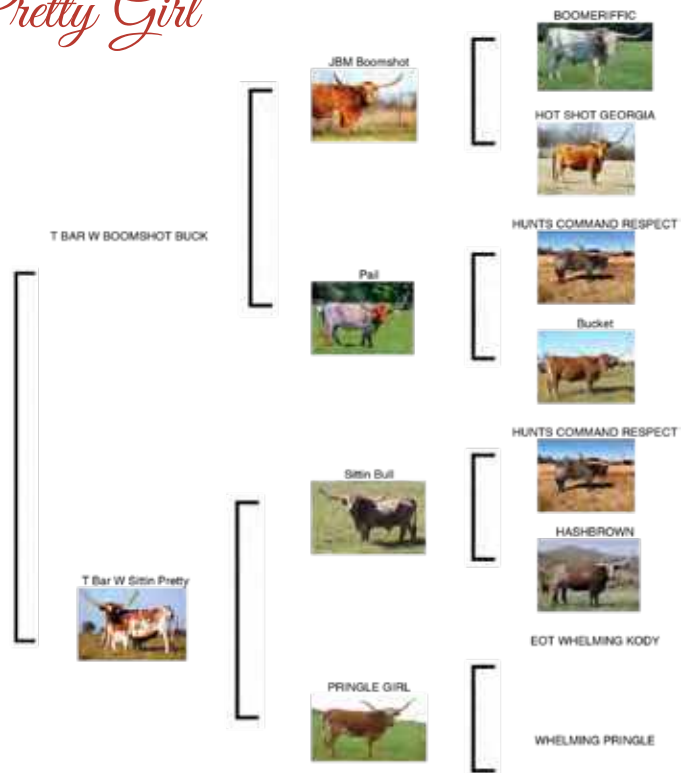 Pretty Girl
BOOMERIFFIC
JBM Boomshot
HOT SHOT GEORGIA
T BAR W BOOMSHOT BUCK
HUNTS COMMAND RESPECT
Pail
Bucket
HUNTS COMMAND RESPECT
Sittin Bull
HASHBROWN
T Bar W Sittin Pretty
EOT WHELMING KODY
PRINGLE GIRL
WHELMING PRINGLE